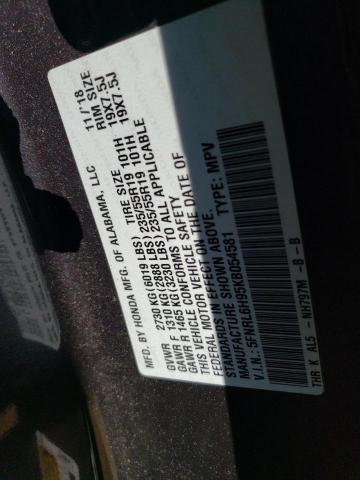 MFD. BY HONDA MFG. OF ALABAMA, LLC 11/'18
TIRE SIZE RIM SIZE
2730 KG(6019 LBS) 235/55R19 101H 19X7.5J
GVWR
GAWR F 1310 KG(2888 LBS) 235/55R19 101H 19X7.5J
GAWR R 1465 KG(3230 LBS)
THIS VEHICLE CONFORMS TO ALL APPLICABLE
FEDERAL MOTOR VEHICLE SAFETY
STANDARDS IN EFFECT ON THE DATE OF
MANUFACTURE SHOWN ABOVE.
V.I.N.: 5FNRL6H95KB054581 TYPE: MPV
THR X AL5 - NH797M -B - B